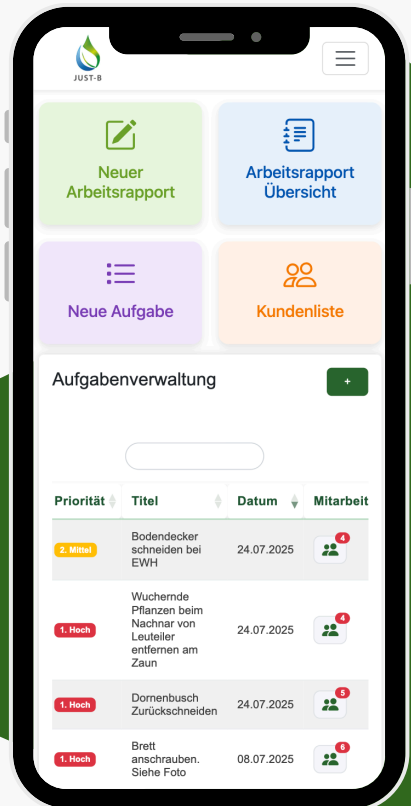 JUST-B
Neuer
Arbeitsrapport
Arbeitsrapport
Übersicht
Neue Aufgabe
Kundenliste
Aufgabenverwaltung
+
Priorität Titel Datum Mitarbeit
2. Mittel
Bodendecker
schneiden bei
EWH
24.07.2025
4
1. Hoch
Wuchernde
Pflanzen beim
Nachnar von
Leuteiler
entfernen am
Zaun
24.07.2025
4
1. Hoch
Dornenbusch
Zurückschneiden
24.07.2025
5
1. Hoch
Brett
anschrauben.
Siehe Foto
08.07.2025
6